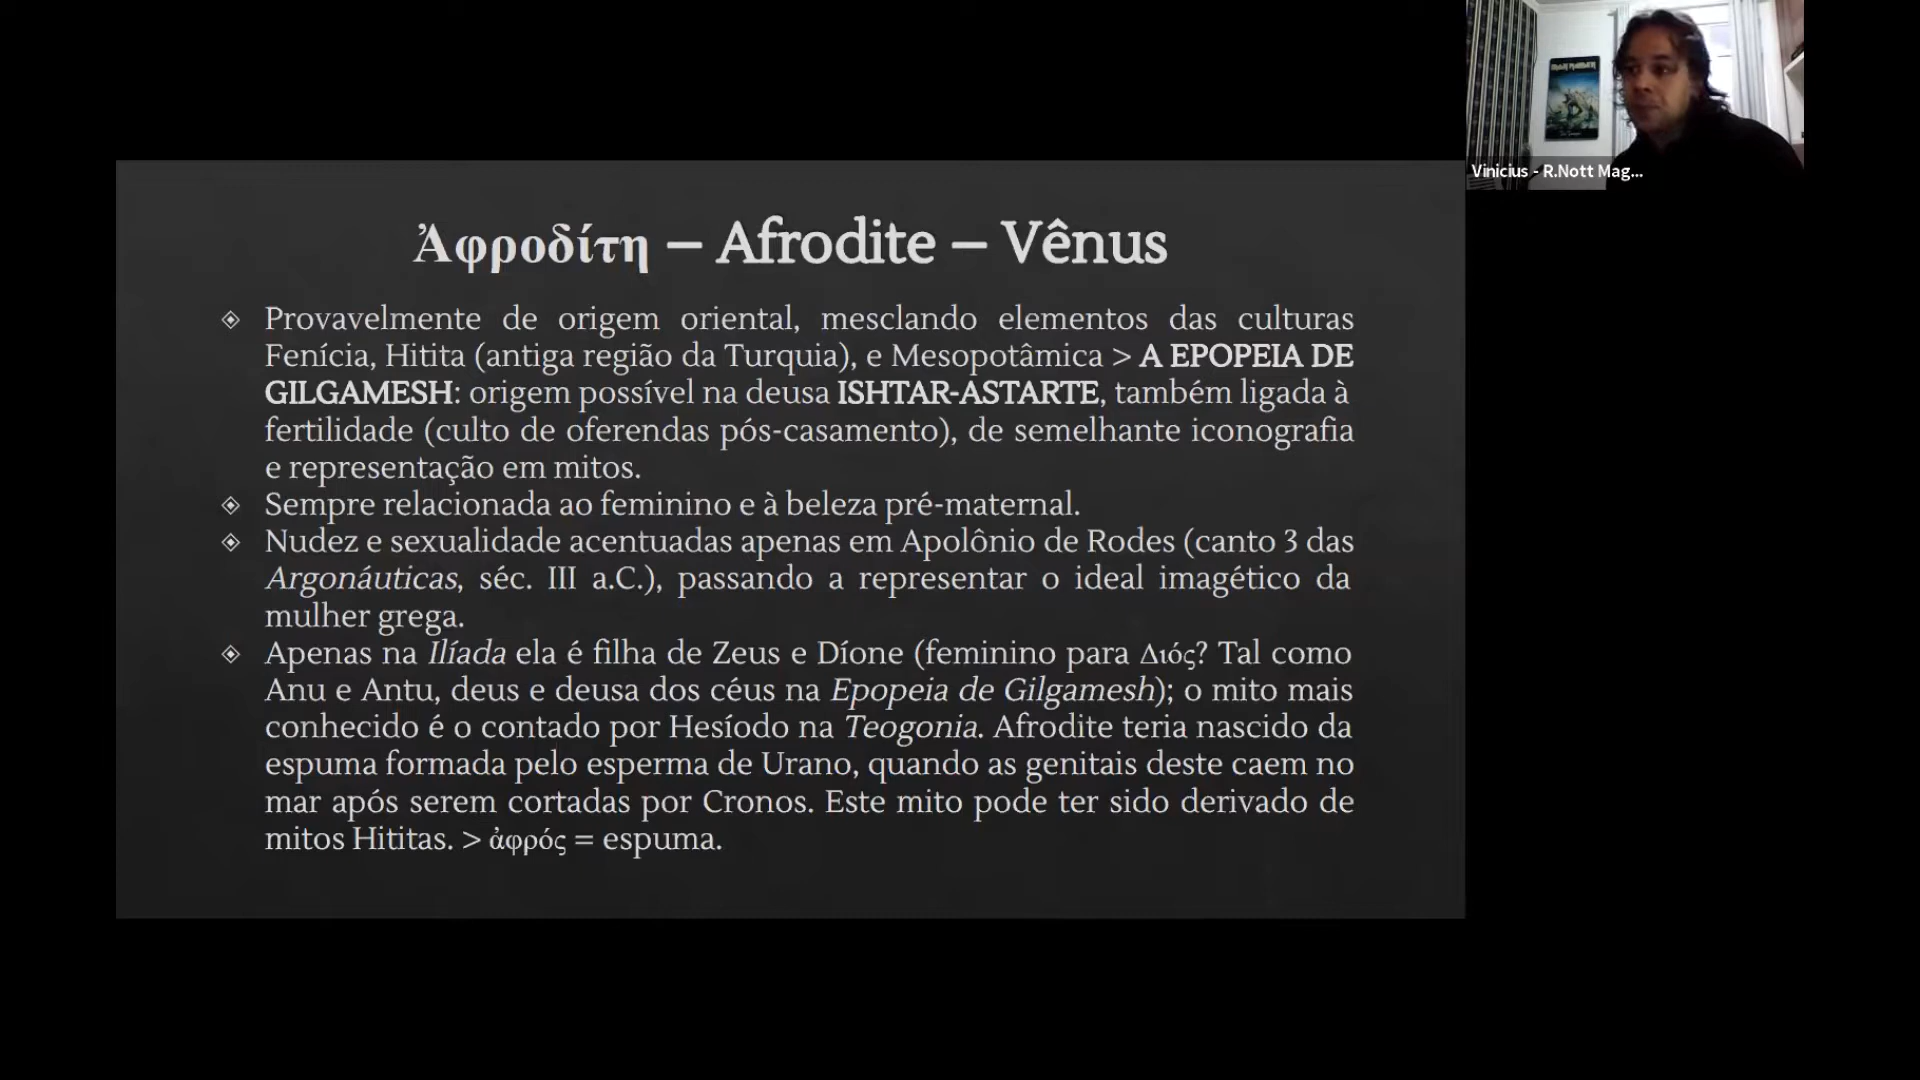 Ἀφροδίτη – Afrodite – Vênus
Provavelmente de origem oriental, mesclando elementos das culturas
Fenícia, Hitita (antiga região da Turquia), e Mesopotâmica > A EPOPEIA DE
GILGAMESH: origem possível na deusa ISHTAR-ASTARTE, também ligada à
fertilidade (culto de oferendas pós-casamento), de semelhante iconografia
e representação em mitos.
Sempre relacionada ao feminino e à beleza pré-maternal.
Nudez e sexualidade acentuadas apenas em Apolônio de Rodes (canto 3 das
Argonáuticas, séc. III a.C.), passando a representar o ideal imagético da
mulher grega.
Apenas na Ilíada ela é filha de Zeus e Díone (feminino para Διός? Tal como
Anu e Antu, deus e deusa dos céus na Epopeia de Gilgamesh); o mito mais
conhecido é o contado por Hesíodo na Teogonia. Afrodite teria nascido da
espuma formada pelo esperma de Urano, quando as genitais deste caem no
mar após serem cortadas por Cronos. Este mito pode ter sido derivado de
mitos Hititas. > ἀφρός = espuma.
IRON MAIDEN
Vinicius - R.Nott Mag...